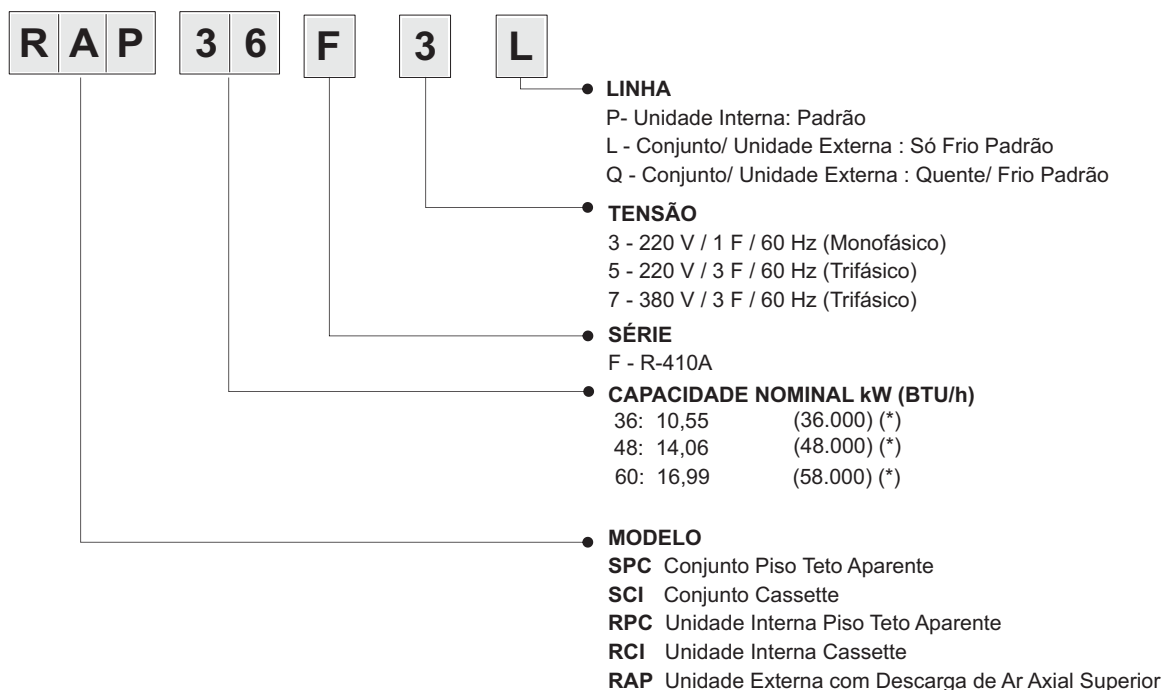 RAP 36 F 3 L
LINHA
P- Unidade Interna: Padrão
L - Conjunto/ Unidade Externa : Só Frio Padrão
Q - Conjunto/ Unidade Externa : Quente/ Frio Padrão
TENSÃO
3 - 220 V / 1 F / 60 Hz (Monofásico)
5 - 220 V / 3 F / 60 Hz (Trifásico)
7 - 380 V / 3 F / 60 Hz (Trifásico)
SÉRIE
F - R-410A
CAPACIDADE NOMINAL kW (BTU/h)
36: 10,55 (36.000) (*)
48: 14,06 (48.000) (*)
60: 16,99 (58.000) (*)
MODELO
SPC Conjunto Piso Teto Aparente
SCI Conjunto Cassette
RPC Unidade Interna Piso Teto Aparente
RCI Unidade Interna Cassette
RAP Unidade Externa com Descarga de Ar Axial Superior